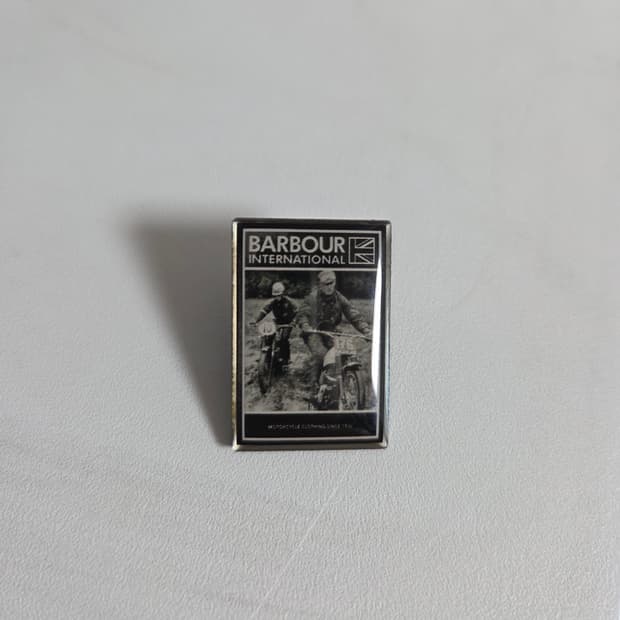 BARBOUR
INTERNATIONAL
MOTORCYCLE CLOTHING SINCE